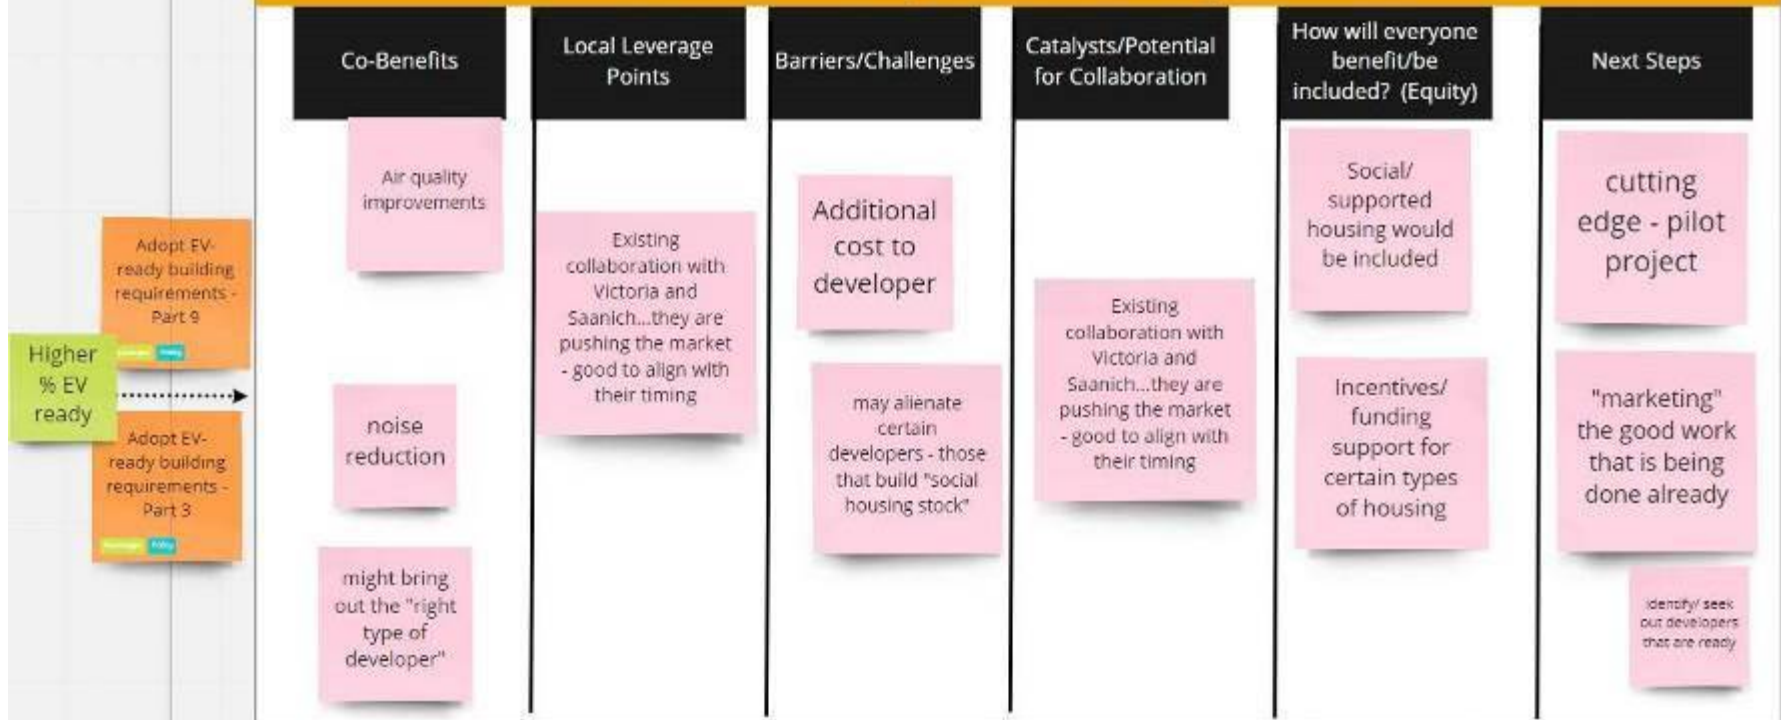 Co-Benefits
Local Leverage
Points
Barriers/Challenges
Catalysts/Potential
for Collaboration
How will everyone
benefit/be
included? (Equity)
Next Steps
Adopt EV-
ready building
requirements -
Part 9
Higher
% EV
ready
Adopt EV-
ready building
requirements -
Part 3
Policy
Air quality
improvements
noise
reduction
might bring
out the "right
type of
developer"
Existing
collaboration with
Victoria and
Saanich...they are
pushing the market
- good to align with
their timing
Additional
cost to
developer
may alienate
certain
developers - those
that build "social
housing stock"
Existing
collaboration with
Victoria and
Saanich...they are
pushing the market
- good to align with
their timing
Social/
supported
housing would
be included
Incentives/
funding
support for
certain types
of housing
cutting
edge - pilot
project
"marketing"
the good work
that is being
done already
identify/ seek
out developers
that are ready